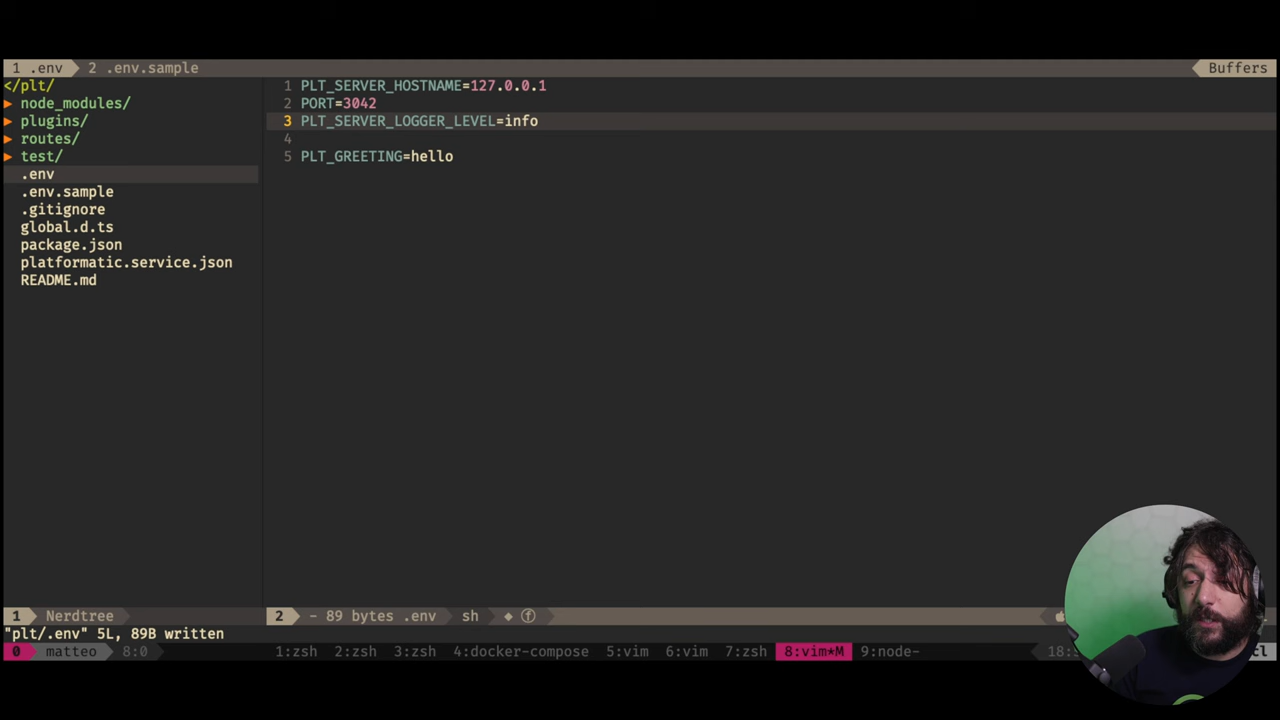 1 .env 2 .env.sample Buffers
</plt/
▸ node_modules/
▸ plugins/
▸ routes/
▸ test/
.env
.env.sample
.gitignore
global.d.ts
package.json
platformatic.service.json
README.md
1 PLT_SERVER_HOSTNAME=127.0.0.1
2 PORT=3042
3 PLT_SERVER_LOGGER_LEVEL=info
4
5 PLT_GREETING=hello
1 Nerdtree 2 - 89 bytes .env sh
"plt/.env" 5L, 89B written
0 matteo 8:0 1:zsh 2:zsh 3:zsh 4:docker-compose 5:vim 6:vim 7:zsh 8:vim*M 9:node-